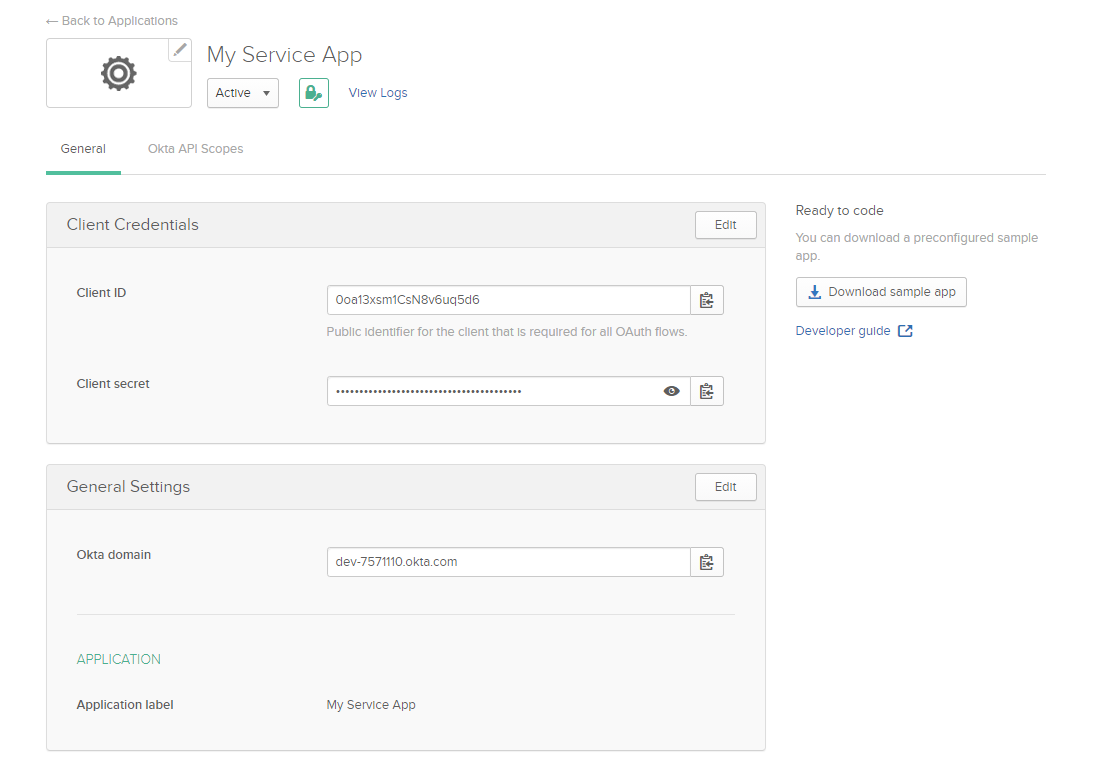 ← Back to Applications
My Service App
Active
View Logs
General
Okta API Scopes
Client Credentials
Edit
Client ID
0oa13xsm1CsN8v6uq5d6
Public identifier for the client that is required for all OAuth flows.
Client secret
••••••••••••••••••••••••••••••••••••••••
Ready to code
You can download a preconfigured sample
app.
Download sample app
Developer guide
General Settings
Edit
Okta domain
dev-7571110.okta.com
APPLICATION
Application label
My Service App